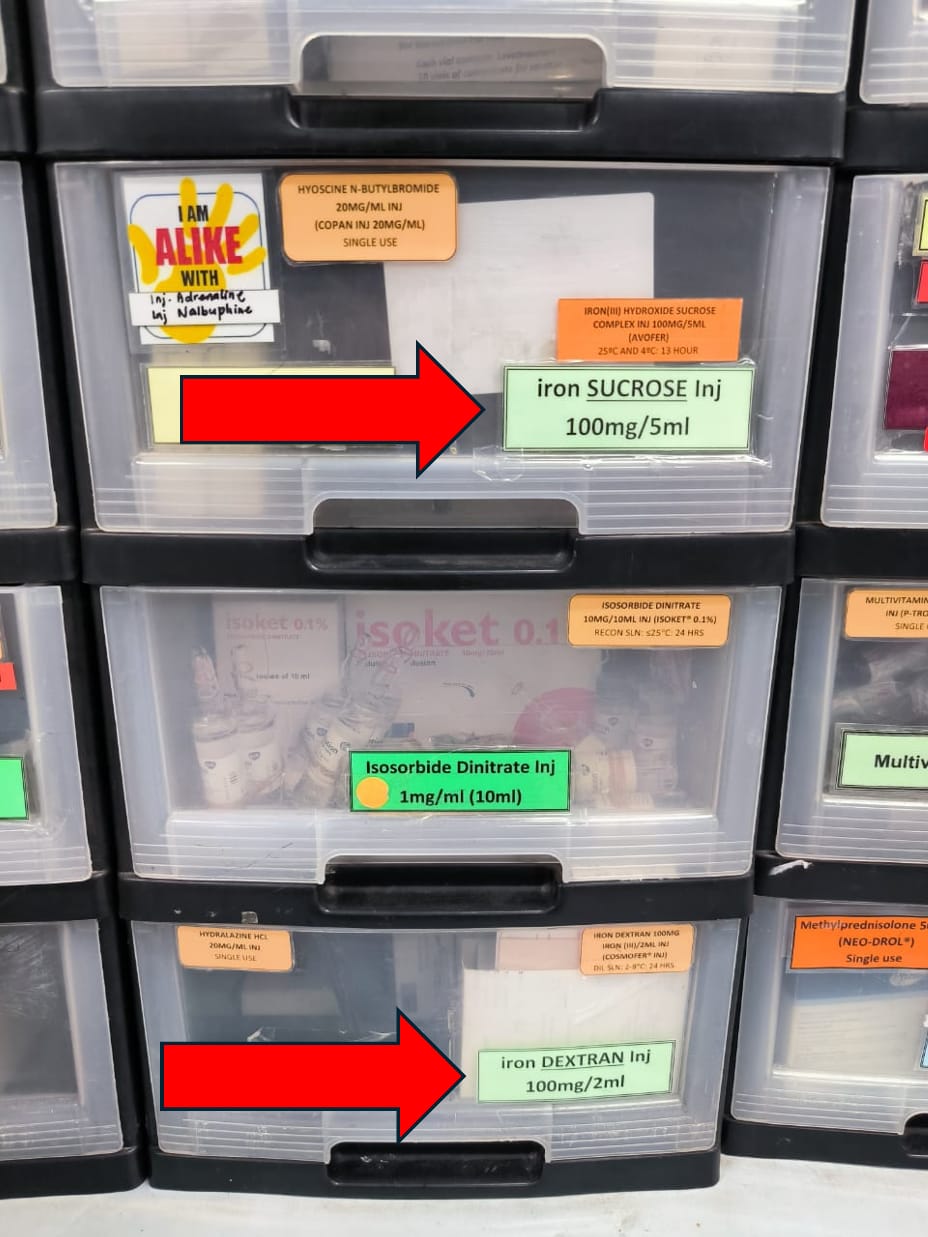 I AM
ALIKE
WITH
Inj. Adrenaline
Inj Nalbuphine
HYOSCINE N-BUTYLBROMIDE
20MG/ML INJ
(COPAN INJ 20MG/ML)
SINGLE USE
IRON(III) HYDROXIDE SUCROSE
COMPLEX INJ 100MG/5ML
(AVOFER)
25ºC AND 4ºC: 13 HOUR
iron SUCROSE Inj
100mg/5ml
isoket 0.1%
isoket 0.1
ISOSORBIDE DINITRATE
10MG/10ML INJ (ISOKET® 0.1%)
RECON SLN: ≤25°C: 24 HRS
Isosorbide Dinitrate Inj
1mg/ml (10ml)
MULTIVITAMIN
INJ (P-TRO
SINGLE
Multiv
HYDRALAZINE HCL
20MG/ML INJ
SINGLE USE
IRON DEXTRAN 100MG
IRON (III)/2ML INJ
(COSMOFER® INJ)
DIL SLN: 2-8°C: 24 HRS
iron DEXTRAN Inj
100mg/2ml
Methylprednisolone
(NEO-DROL®)
Single use